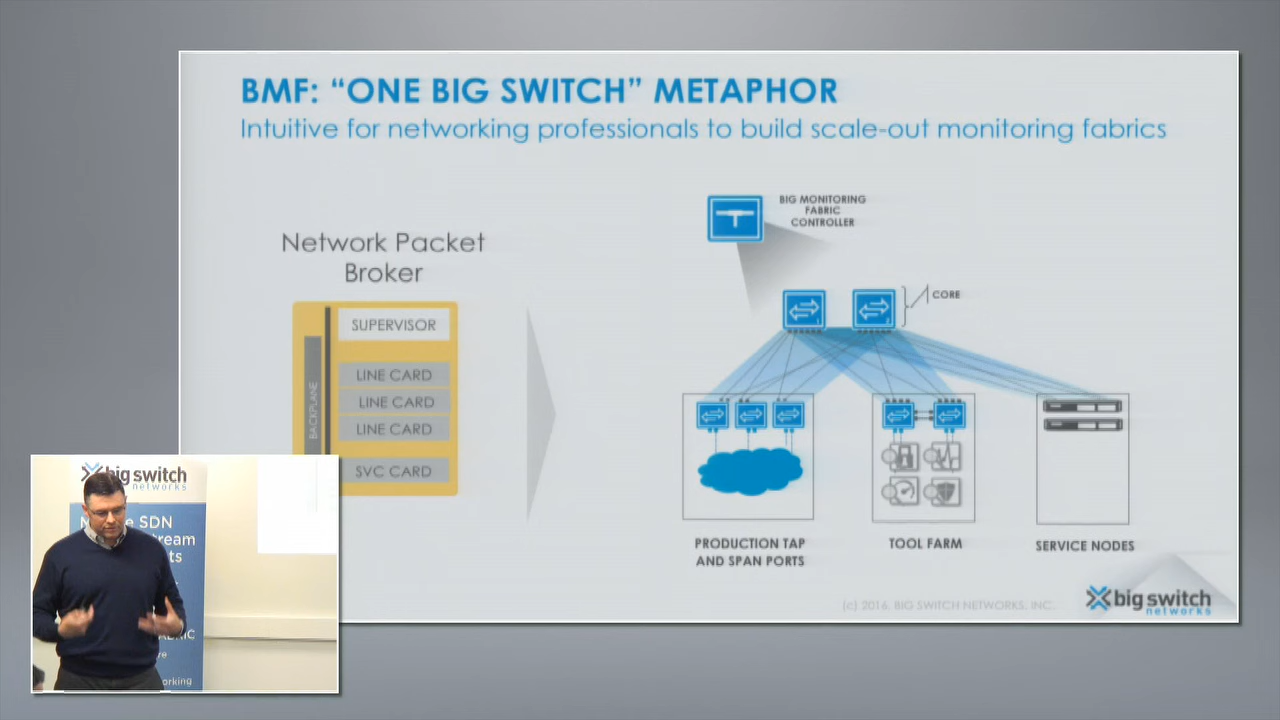 BMF: “ONE BIG SWITCH” METAPHOR
Intuitive for networking professionals to build scale-out monitoring fabrics
Network Packet
Broker
SUPERVISOR
LINE CARD
LINE CARD
LINE CARD
SVC CARD
BACKPLANE
BIG MONITORING
FABRIC
CONTROLLER
1
CORE
PRODUCTION TAP
AND SPAN PORTS
TOOL FARM
SERVICE NODES
(c) 2016, BIG SWITCH NETWORKS, INC.
big switch
networks
big switch
networks
SDN